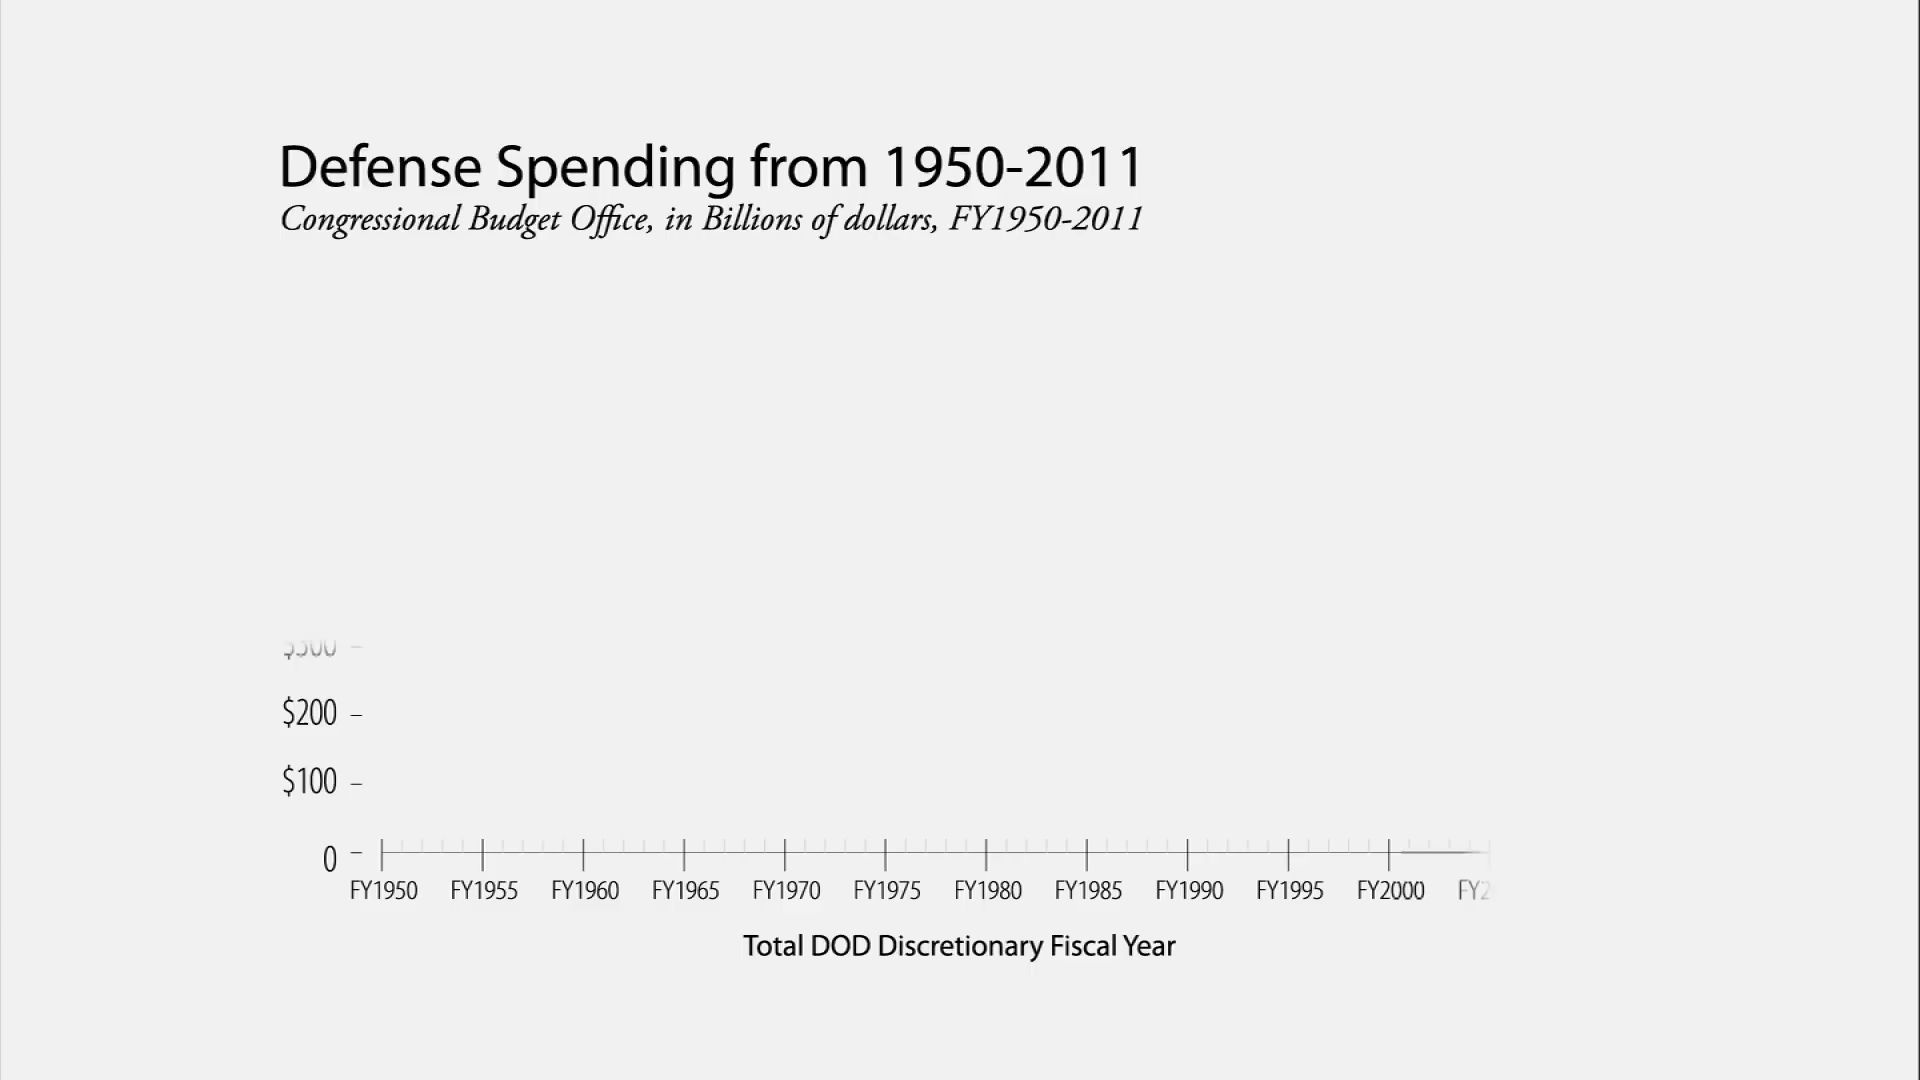 Defense Spending from 1950-2011
Congressional Budget Office, in Billions of dollars, FY1950-2011
$300
$200
$100
0
FY1950 FY1955 FY1960 FY1965 FY1970 FY1975 FY1980 FY1985 FY1990 FY1995 FY2000
Total DOD Discretionary Fiscal Year